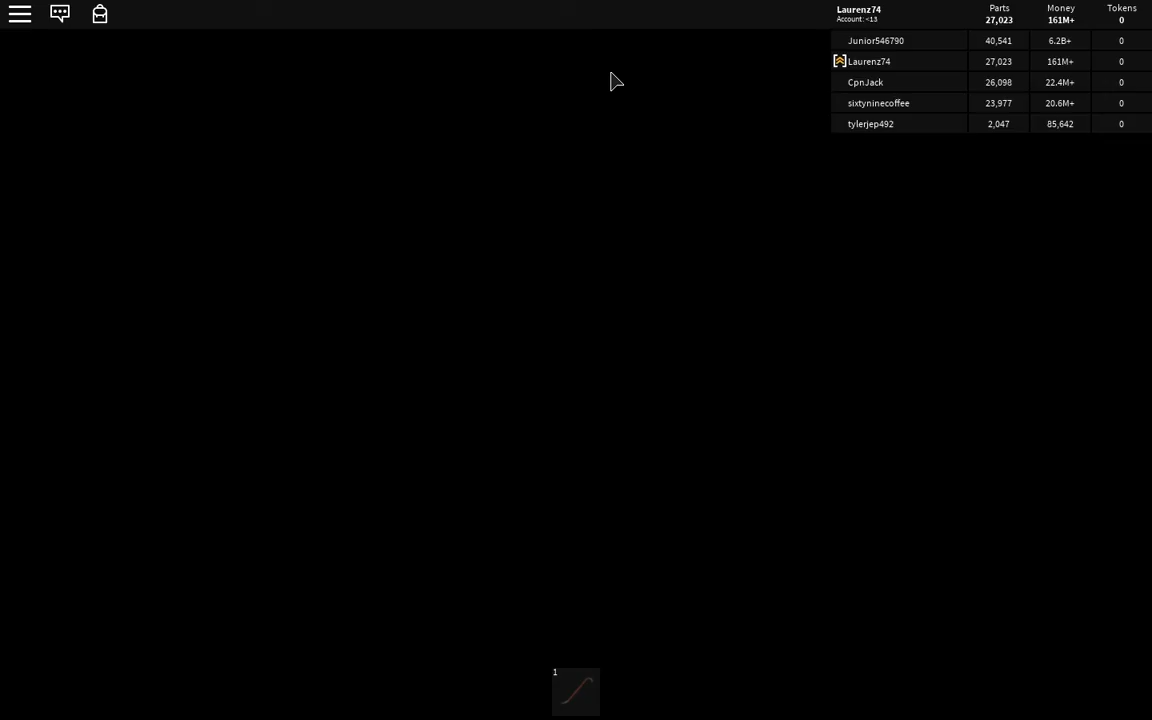 Laurenz74 Parts Money Tokens
Account: <13 27,023 161M+ 0
Junior546790 40,541 6.2B+ 0
Laurenz74 27,023 161M+ 0
CpnJack 26,098 22.4M+ 0
sixtyninecoffee 23,977 20.6M+ 0
tylerjep492 2,047 85,642 0
1